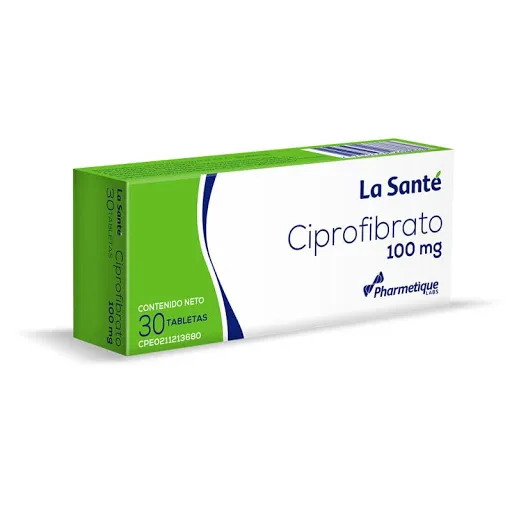 La Santé
Ciprofibrato
100 mg
Pharmetique
LABS
CONTENIDO NETO
30 TABLETAS
CPE0211213680
La Santé
30 TABLETAS
Ciprofibrato
100 mg